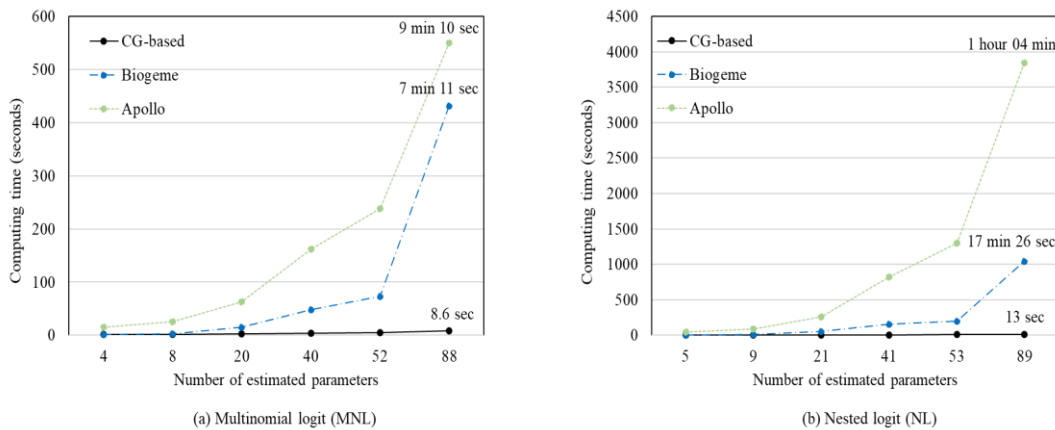 600
500
400
300
200
100
0
Computing time (seconds)
CG-based
Biogeme
Apollo
9 min 10 sec
7 min 11 sec
8.6 sec
4 8 20 40 52 88
Number of estimated parameters
(a) Multinomial logit (MNL)
4500
4000
3500
3000
2500
2000
1500
1000
500
0
Computing time (seconds)
CG-based
Biogeme
Apollo
1 hour 04 min
17 min 26 sec
13 sec
5 9 21 41 53 89
Number of estimated parameters
(b) Nested logit (NL)